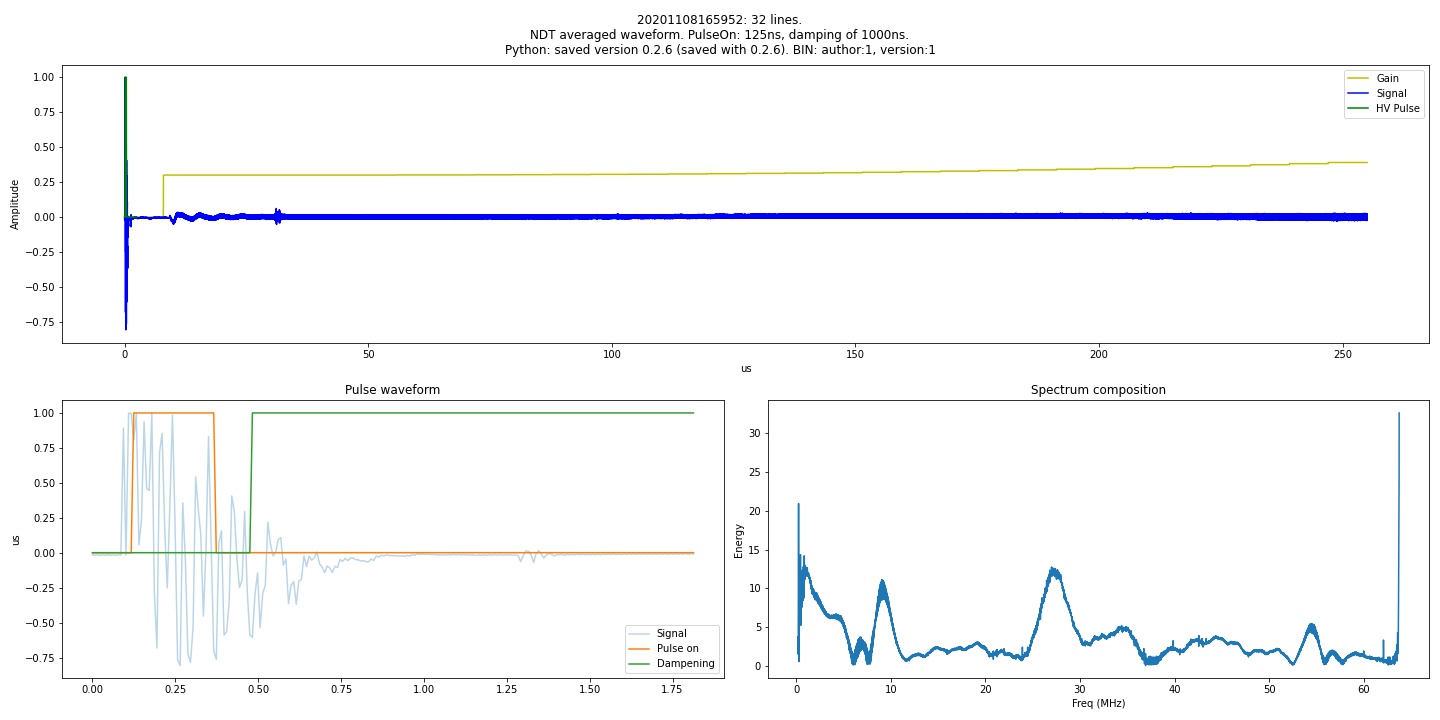 20201108165952: 32 lines.
NDT averaged waveform. PulseOn: 125ns, damping of 1000ns.
Python: saved version 0.2.6 (saved with 0.2.6). BIN: author:1, version:1
Amplitude
1.00
0.75
0.50
0.25
0.00
−0.25
−0.50
−0.75
Gain
Signal
HV Pulse
0 50 100 150 200 250
us
Pulse waveform
us
1.00
0.75
0.50
0.25
0.00
−0.25
−0.50
−0.75
Signal
Pulse on
Dampening
0.00 0.25 0.50 0.75 1.00 1.25 1.50 1.75
Spectrum composition
Energy
30
25
20
15
10
5
0
0 10 20 30 40 50 60
Freq (MHz)